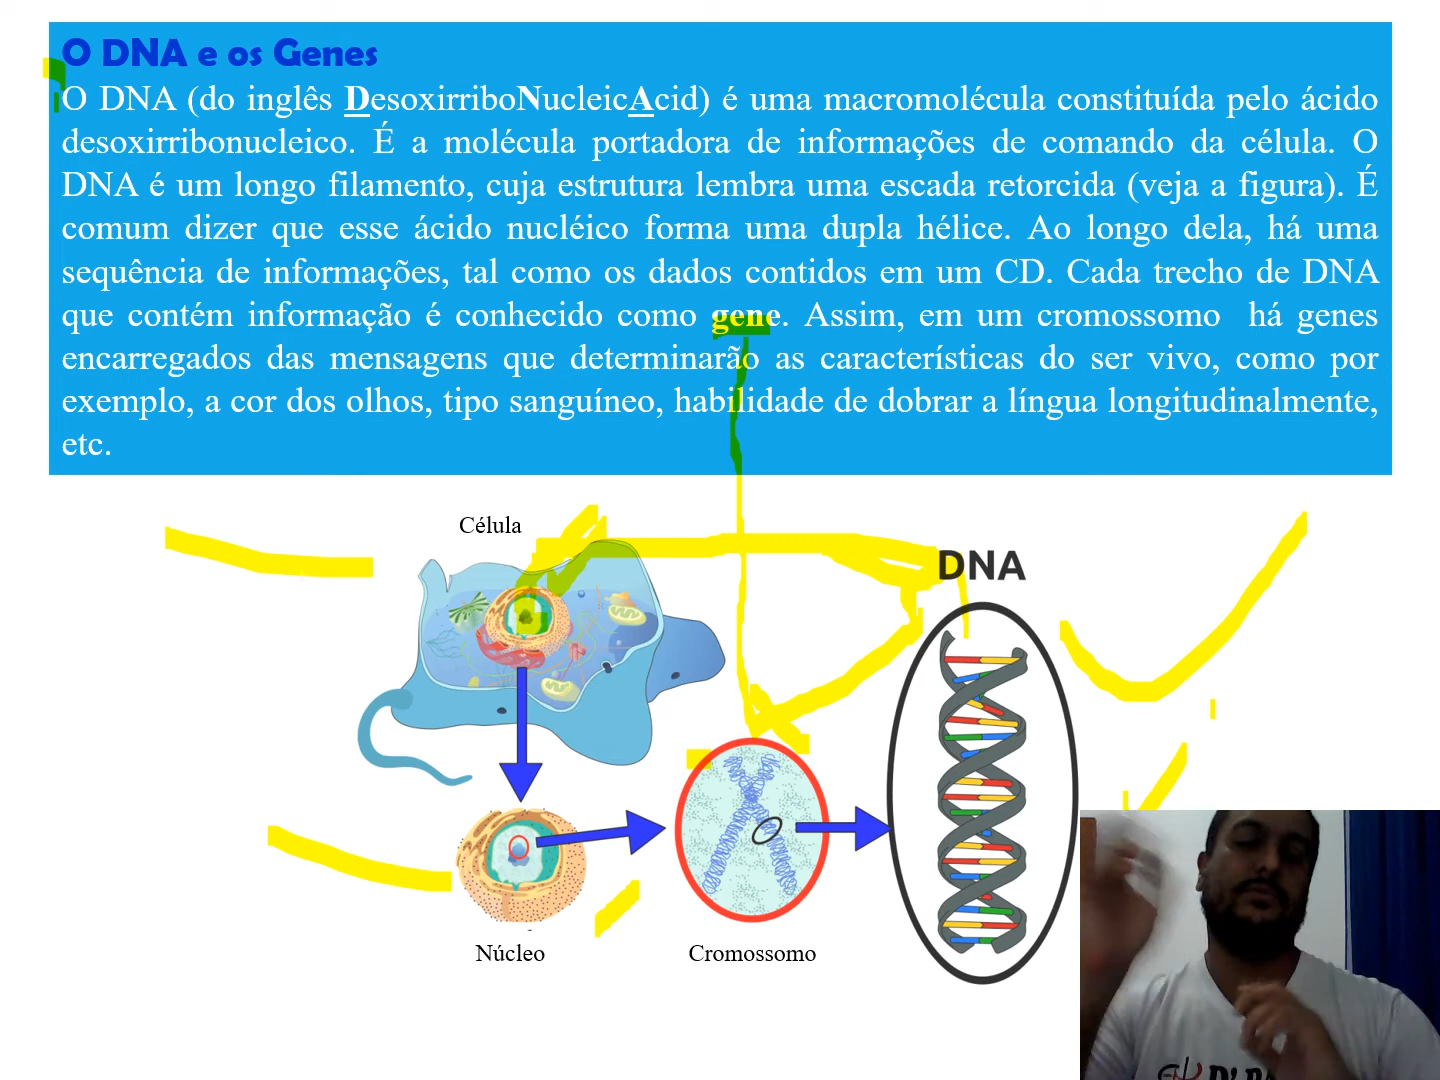 O DNA e os Genes
O DNA (do inglês DesoxirriboNucleicAcid) é uma macromolécula constituída pelo ácido
desoxirribonucleico. É a molécula portadora de informações de comando da célula. O
DNA é um longo filamento, cuja estrutura lembra uma escada retorcida (veja a figura). É
comum dizer que esse ácido nucléico forma uma dupla hélice. Ao longo dela, há uma
sequência de informações, tal como os dados contidos em um CD. Cada trecho de DNA
que contém informação é conhecido como gene. Assim, em um cromossomo há genes
encarregados das mensagens que determinarão as características do ser vivo, como por
exemplo, a cor dos olhos, tipo sanguíneo, habilidade de dobrar a língua longitudinalmente,
etc.
Célula
DNA
Núcleo
Cromossomo